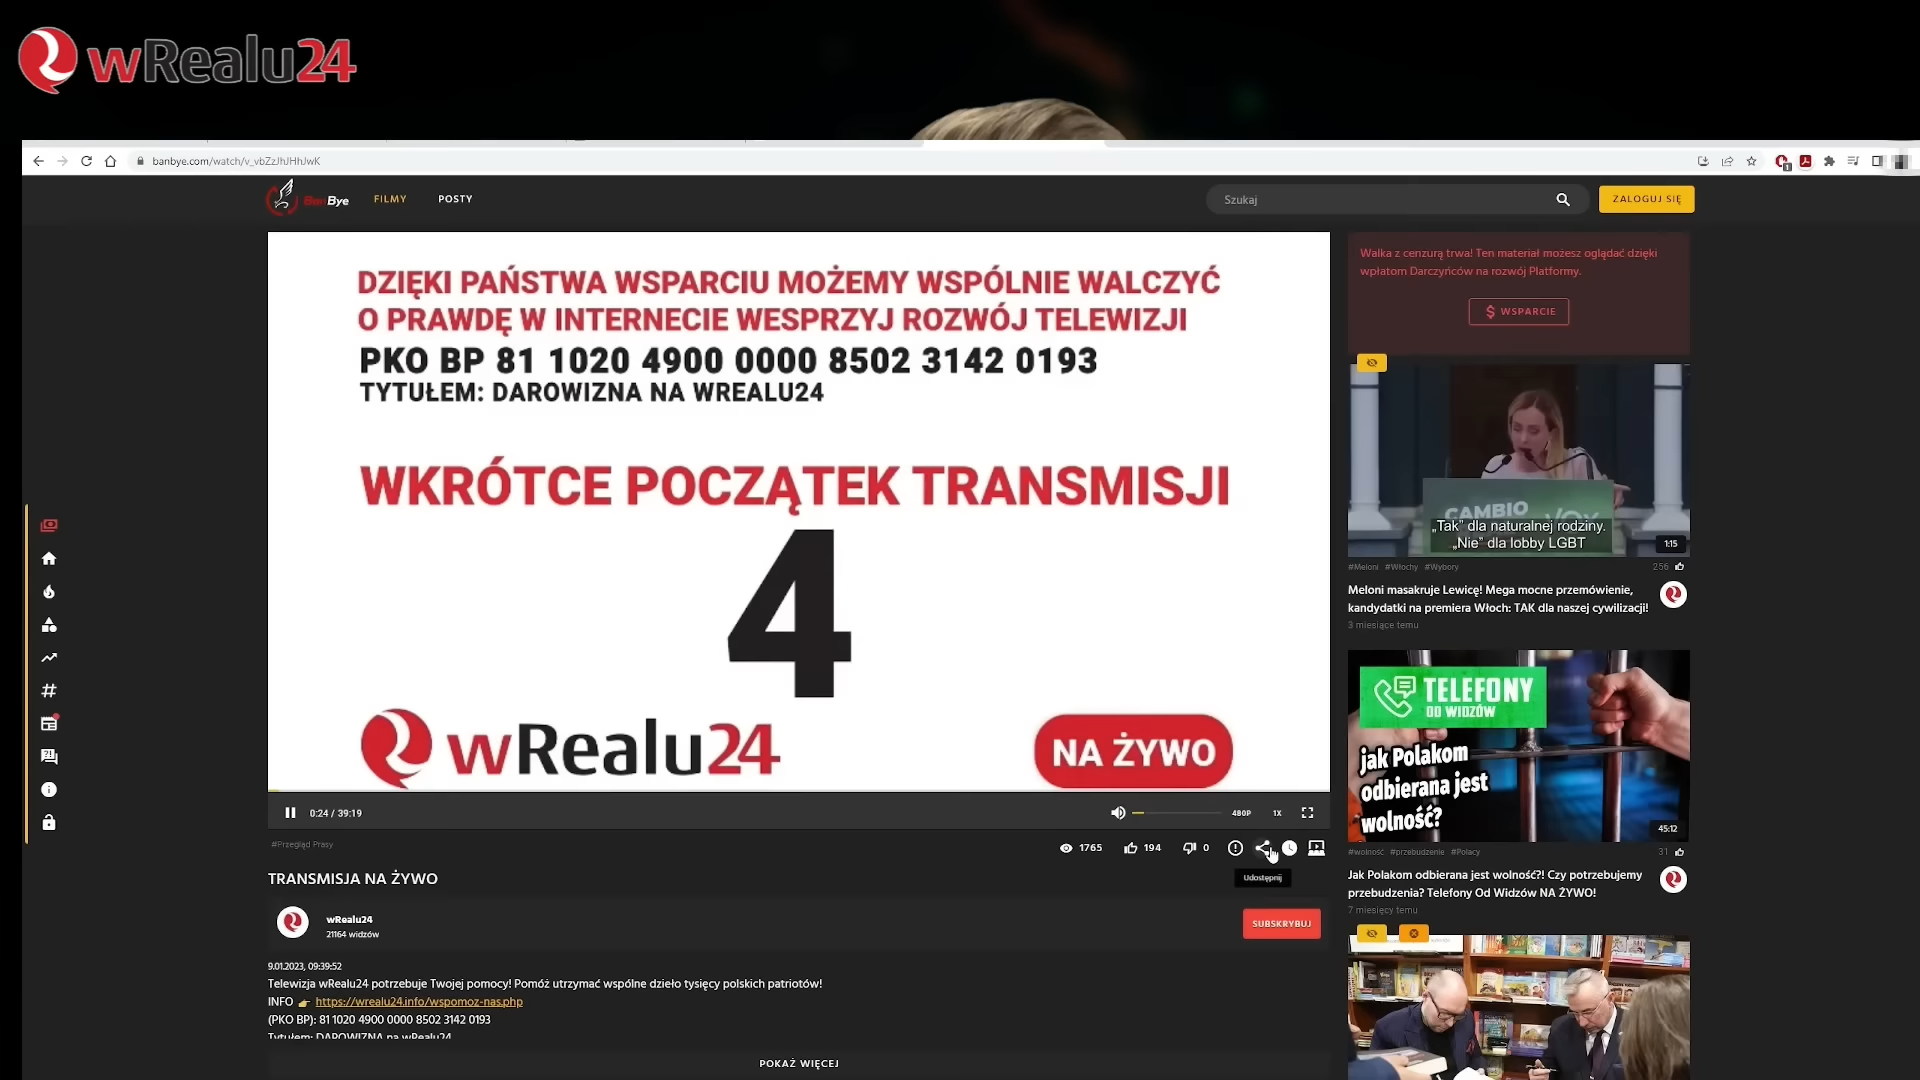 wRealu24
banbye.com/watch/v_vbZzJhJHhJwK
BanBye
FILMY
POSTY
Szukaj
ZALOGUJ SIĘ
DZIĘKI PAŃSTWA WSPARCIU MOŻEMY WSPÓLNIE WALCZYĆ
O PRAWDĘ W INTERNECIE WESPRZYJ ROZWÓJ TELEWIZJI
PKO BP 81 1020 4900 0000 8502 3142 0193
TYTUŁEM: DAROWIZNA NA WREALU24
WKRÓTCE POCZĄTEK TRANSMISJI
4
wRealu24
NA ŻYWO
0:24 / 39:19
480P
1X
#Przegląd Prasy
1765
194
0
Udostępnij
TRANSMISJA NA ŻYWO
wRealu24
21164 widzów
SUBSKRYBUJ
9.01.2023, 09:39:52
Telewizja wRealu24 potrzebuje Twojej pomocy! Pomóż utrzymać wspólne dzieło tysięcy polskich patriotów!
INFO 👉 https://wrealu24.info/wspomoz-nas.php
(PKO BP): 81 1020 4900 0000 8502 3142 0193
Tytułem: DAROWIZNA na wRealu24
POKAŻ WIĘCEJ
Walka z cenzurą trwa! Ten materiał możesz oglądać dzięki
wpłatom Darczyńców na rozwój Platformy.
$ WSPARCIE
CAMBIO VOX
„Tak” dla naturalnej rodziny.
„Nie” dla lobby LGBT
1:15
#Meloni #Włochy #Wybory
256
Meloni masakruje Lewicę! Mega mocne przemówienie,
kandydatki na premiera Włoch: TAK dla naszej cywilizacji!
3 miesiące temu
TELEFONY
OD WIDZÓW
jak Polakom
odbierana jest
wolność?
45:12
#wolność #przebudzenie #Polacy
31
Jak Polakom odbierana jest wolność?! Czy potrzebujemy
przebudzenia? Telefony Od Widzów NA ŻYWO!
7 miesięcy temu